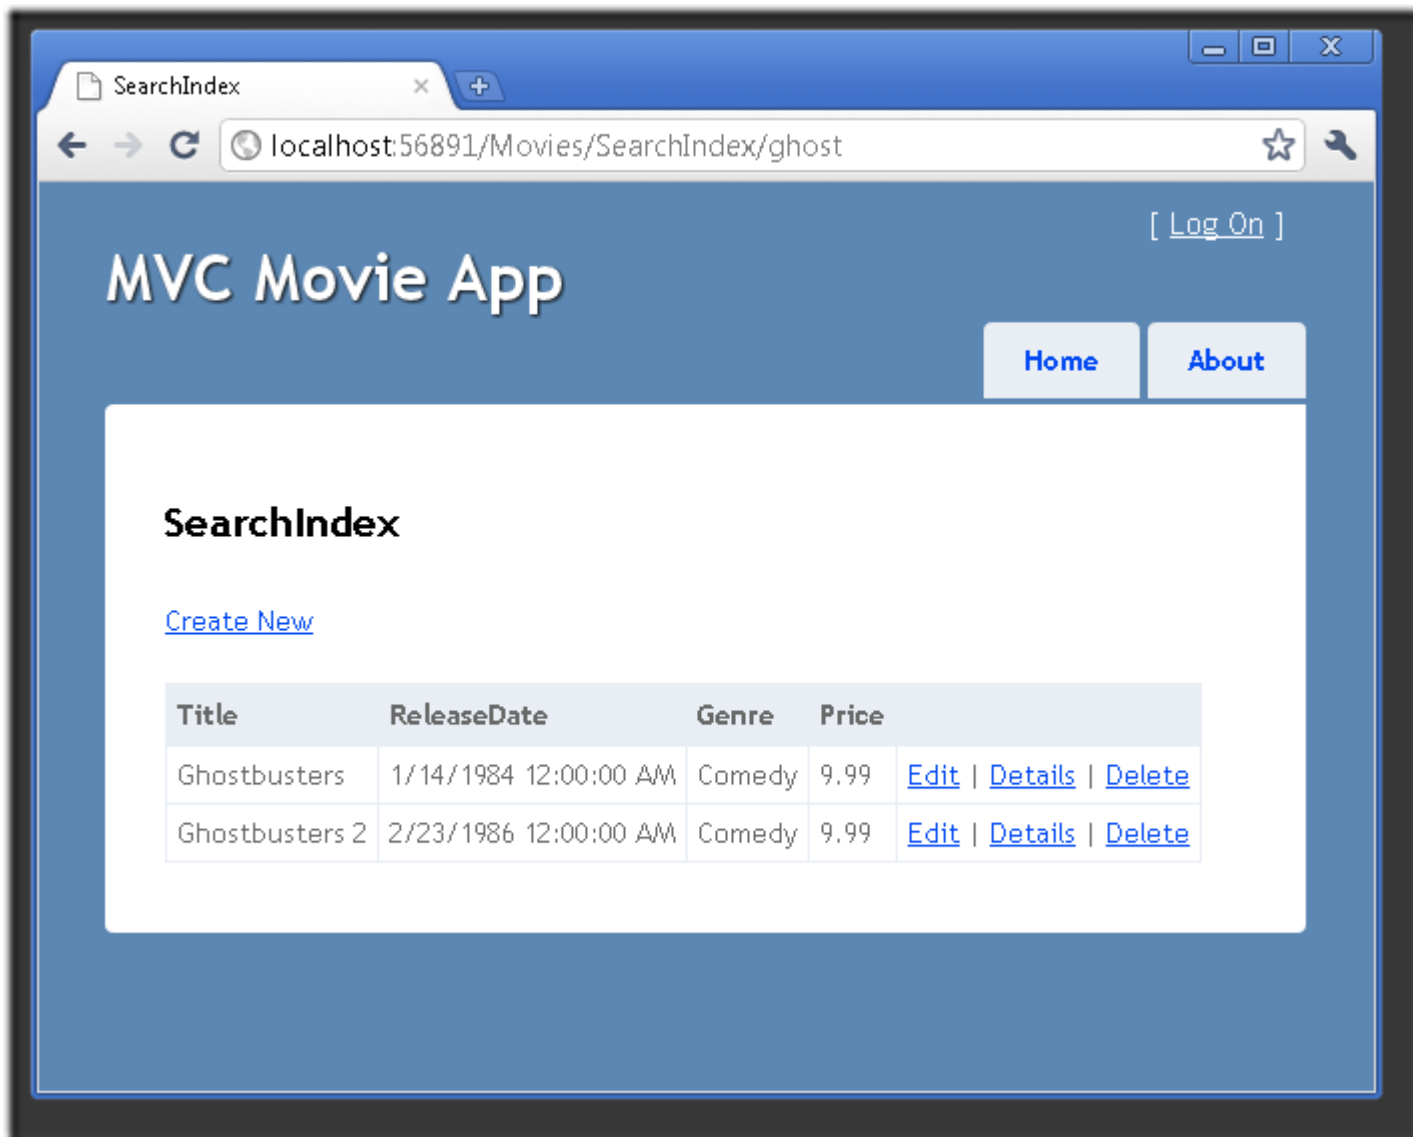 SearchIndex
localhost:56891/Movies/SearchIndex/ghost
[ Log On ]
MVC Movie App
Home About
SearchIndex
Create New
Title ReleaseDate Genre Price
Ghostbusters 1/14/1984 12:00:00 AM Comedy 9.99 Edit | Details | Delete
Ghostbusters 2 2/23/1986 12:00:00 AM Comedy 9.99 Edit | Details | Delete